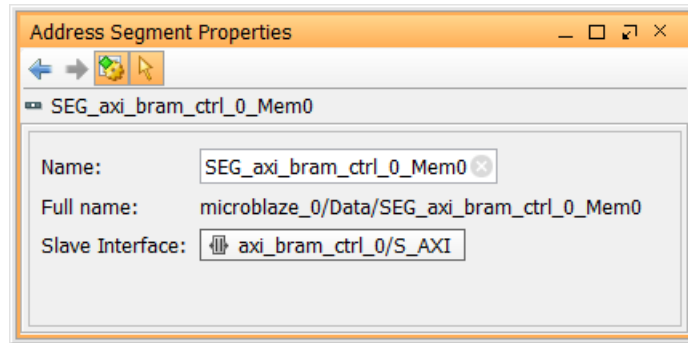 Address Segment Properties
SEG_axi_bram_ctrl_0_Mem0
Name: SEG_axi_bram_ctrl_0_Mem0
Full name: microblaze_0/Data/SEG_axi_bram_ctrl_0_Mem0
Slave Interface: axi_bram_ctrl_0/S_AXI